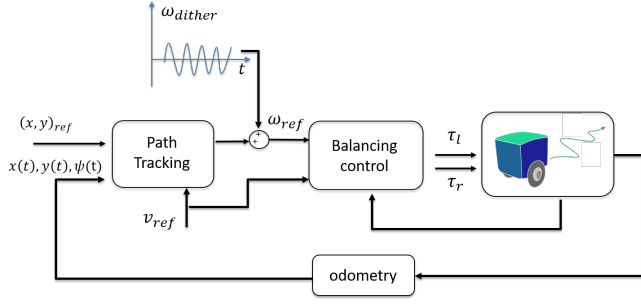 ω_dither
t
(x, y)_ref
x(t), y(t), ψ(t)
Path
Tracking
+
+
ω_ref
v_ref
Balancing
control
τ_l
τ_r
odometry